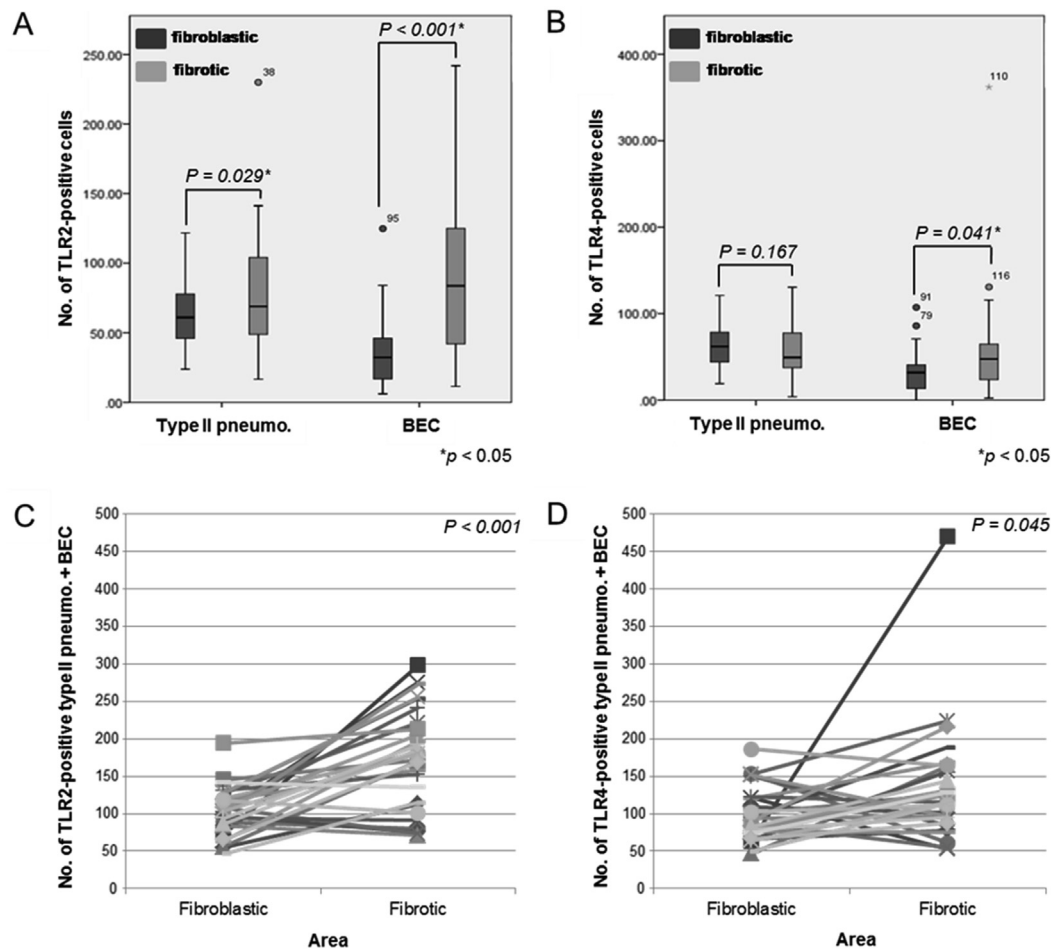 A
fibroblastic
fibrotic
P < 0.001*
38
P = 0.029*
95
250.00
200.00
150.00
100.00
50.00
.00
No. of TLR2-positive cells
Type II pneumo.
BEC
*p < 0.05
B
fibroblastic
fibrotic
110
P = 0.167
P = 0.041*
116
91
79
400.00
300.00
200.00
100.00
.00
No. of TLR4-positive cells
Type II pneumo.
BEC
*p < 0.05
C
P < 0.001
500
450
400
350
300
250
200
150
100
50
0
No. of TLR2-positive type II pneumo. + BEC
Fibroblastic
Fibrotic
Area
D
P = 0.045
500
450
400
350
300
250
200
150
100
50
0
No. of TLR4-positive type II pneumo. + BEC
Fibroblastic
Fibrotic
Area